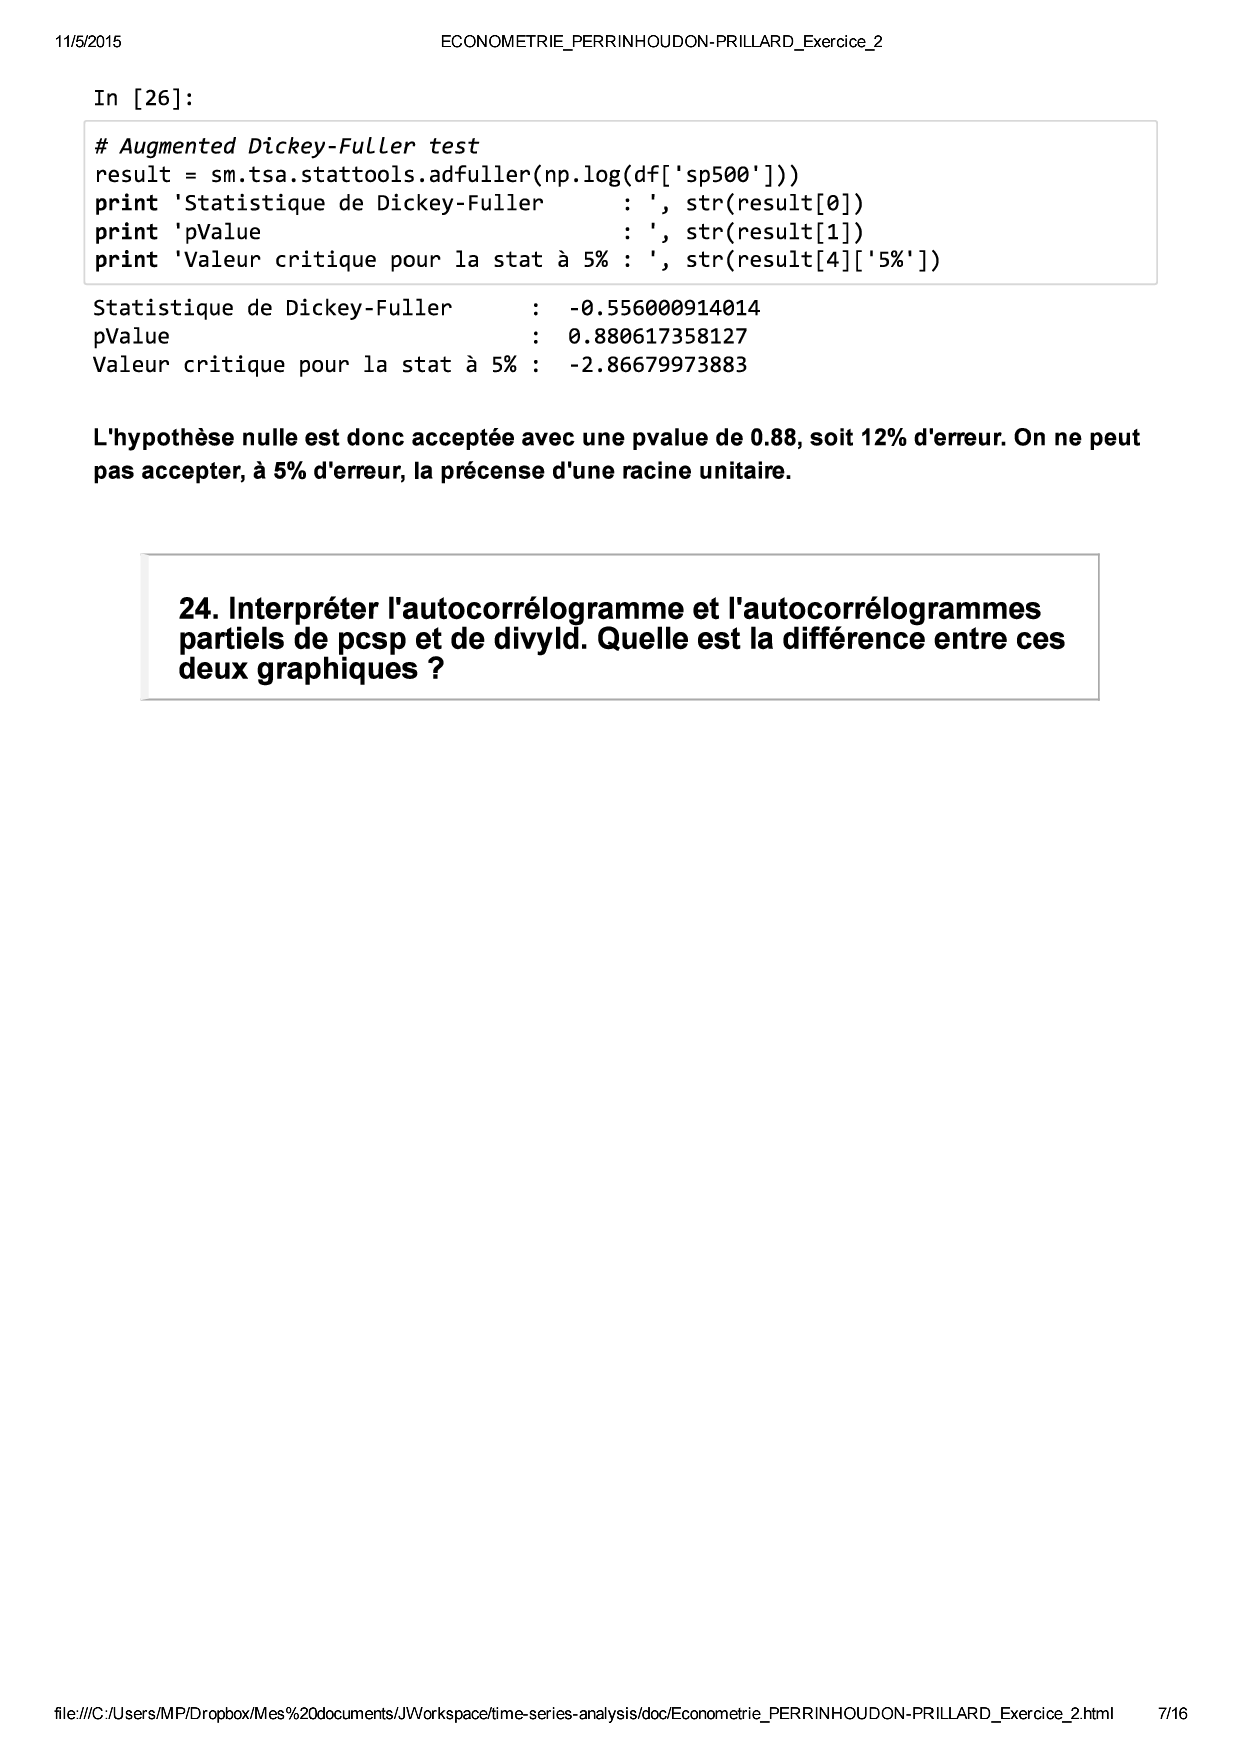 11/5/2015 ECONOMETRIE_PERRINHOUDON-PRILLARD_Exercice_2
In [26]:
# Augmented Dickey-Fuller test
result = sm.tsa.stattools.adfuller(np.log(df['sp500']))
print 'Statistique de Dickey-Fuller      : ', str(result[0])
print 'pValue                            : ', str(result[1])
print 'Valeur critique pour la stat à 5% : ', str(result[4]['5%'])
Statistique de Dickey-Fuller      :  -0.556000914014
pValue                            :  0.880617358127
Valeur critique pour la stat à 5% :  -2.86679973883
L'hypothèse nulle est donc acceptée avec une pvalue de 0.88, soit 12% d'erreur. On ne peut
pas accepter, à 5% d'erreur, la précense d'une racine unitaire.
24. Interpréter l'autocorrélogramme et l'autocorrélogrammes
partiels de pcsp et de divyld. Quelle est la différence entre ces
deux graphiques ?
file:///C:/Users/MP/Dropbox/Mes%20documents/JWorkspace/time-series-analysis/doc/Econometrie_PERRINHOUDON-PRILLARD_Exercice_2.html 7/16